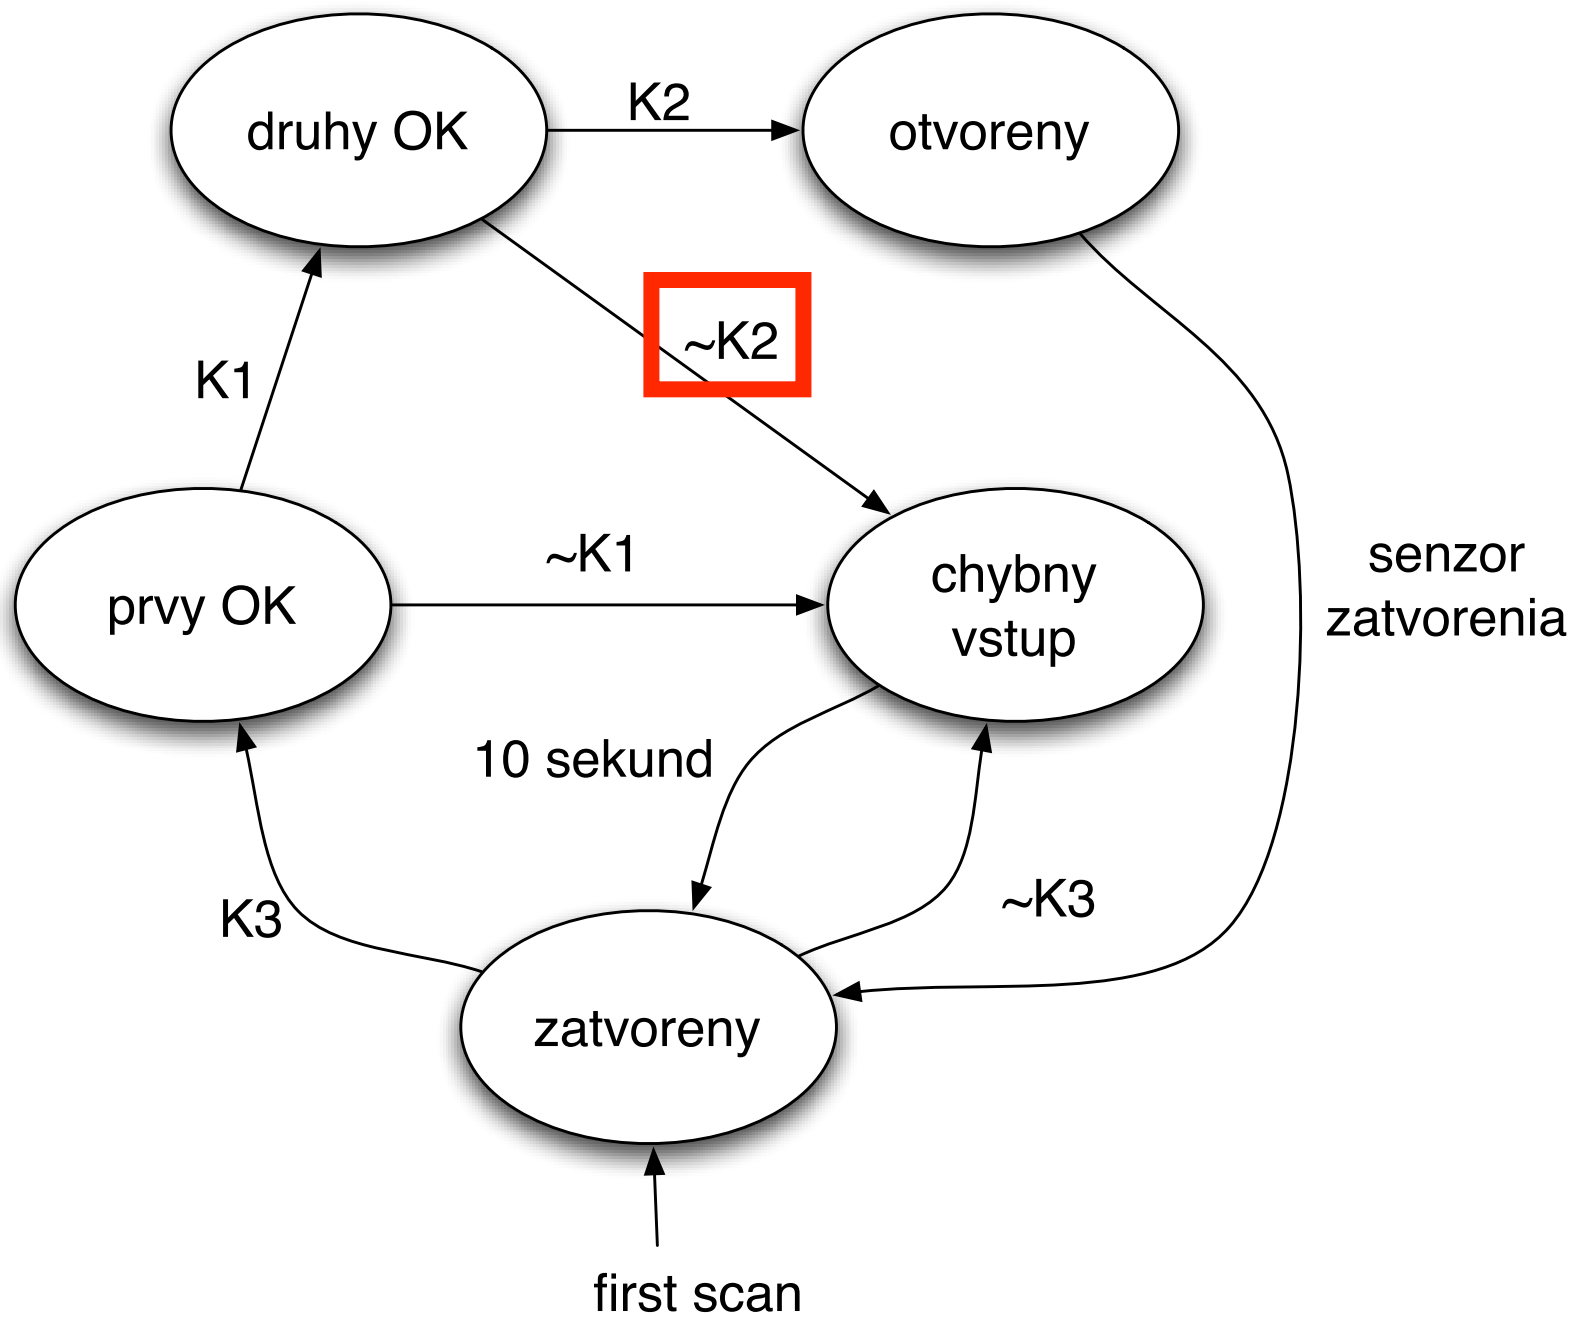 druhy OK
K2
otvoreny
~K2
K1
~K1
prvy OK
chybny
vstup
senzor
zatvorenia
10 sekund
K3
~K3
zatvoreny
first scan